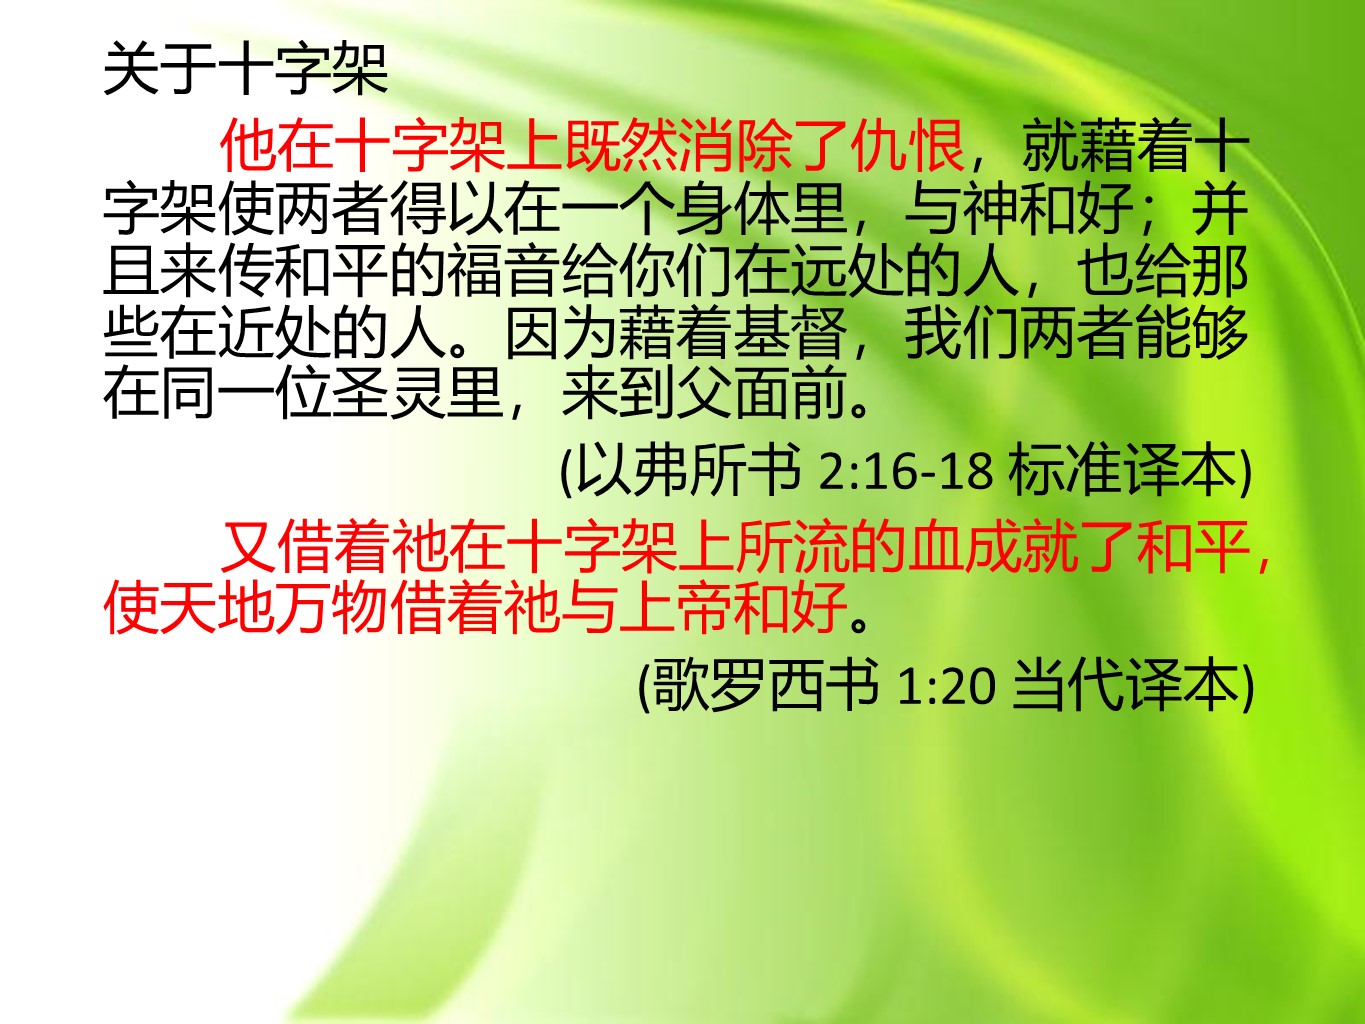 关于十字架
他在十字架上既然消除了仇恨，就藉着十
字架使两者得以在一个身体里，与神和好；并
且来传和平的福音给你们在远处的人，也给那
些在近处的人。因为藉着基督，我们两者能够
在同一位圣灵里，来到父面前。
(以弗所书 2:16-18 标准译本)
又借着祂在十字架上所流的血成就了和平，
使天地万物借着祂与上帝和好。
(歌罗西书 1:20 当代译本)